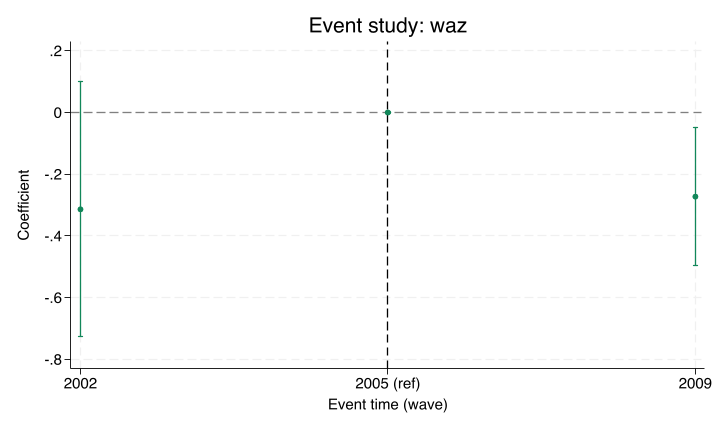 Event study: waz
Coefficient
.2
0
-.2
-.4
-.6
-.8
2002
2005 (ref)
2009
Event time (wave)